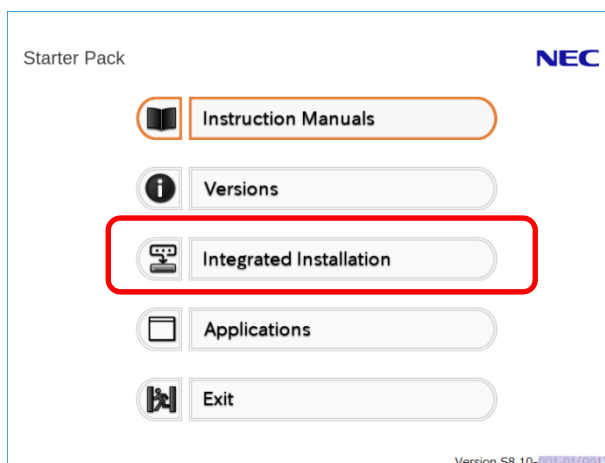 Starter Pack
NEC
Instruction Manuals
Versions
Integrated Installation
Applications
Exit
Version S8.10-